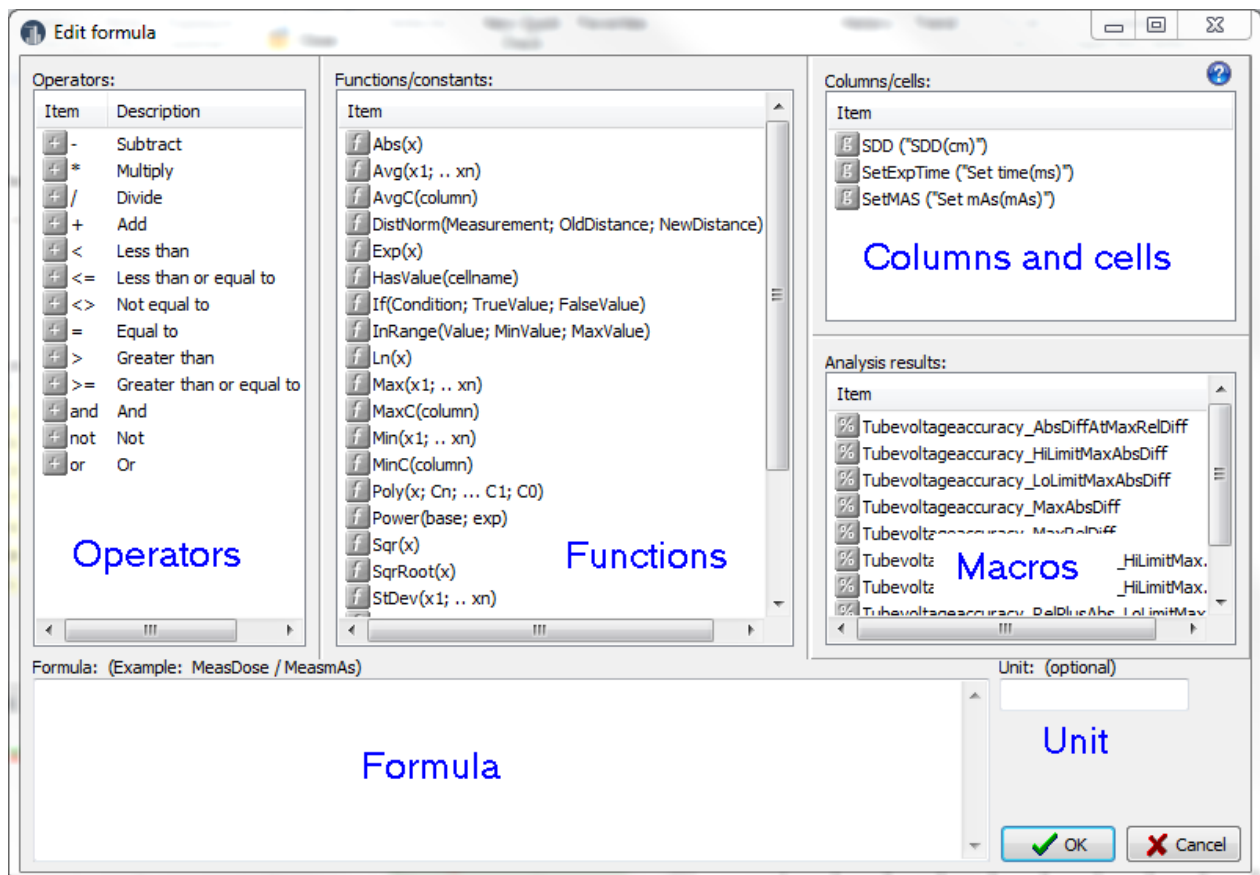 Edit formula
Operators:
Item Description
- Subtract
* Multiply
/ Divide
+ Add
< Less than
<= Less than or equal to
<> Not equal to
= Equal to
> Greater than
>= Greater than or equal to
and And
not Not
or Or
Operators
Functions/constants:
Item
Abs(x)
Avg(x1; .. xn)
AvgC(column)
DistNorm(Measurement; OldDistance; NewDistance)
Exp(x)
HasValue(cellname)
If(Condition; TrueValue; FalseValue)
InRange(Value; MinValue; MaxValue)
Ln(x)
Max(x1; .. xn)
MaxC(column)
Min(x1; .. xn)
MinC(column)
Poly(x; Cn; ... C1; C0)
Power(base; exp)
Sqr(x)
SqrRoot(x)
StDev(x1; .. xn)
Functions
Columns/cells:
Item
SDD ("SDD(cm)")
SetExpTime ("Set time(ms)")
SetMAS ("Set mAs(mAs)")
Columns and cells
Analysis results:
Item
Tubevoltageaccuracy_AbsDiffAtMaxRelDiff
Tubevoltageaccuracy_HiLimitMaxAbsDiff
Tubevoltageaccuracy_LoLimitMaxAbsDiff
Tubevoltageaccuracy_MaxAbsDiff
Tubevoltageaccuracy_MaxRelDiff
Tubevolta _HiLimitMax.
Tubevolta _HiLimitMax.
Tubevoltageaccuracy_RelPlusAbs_LoLimitMax
Macros
Formula: (Example: MeasDose / MeasmAs)
Formula
Unit: (optional)
Unit
OK Cancel